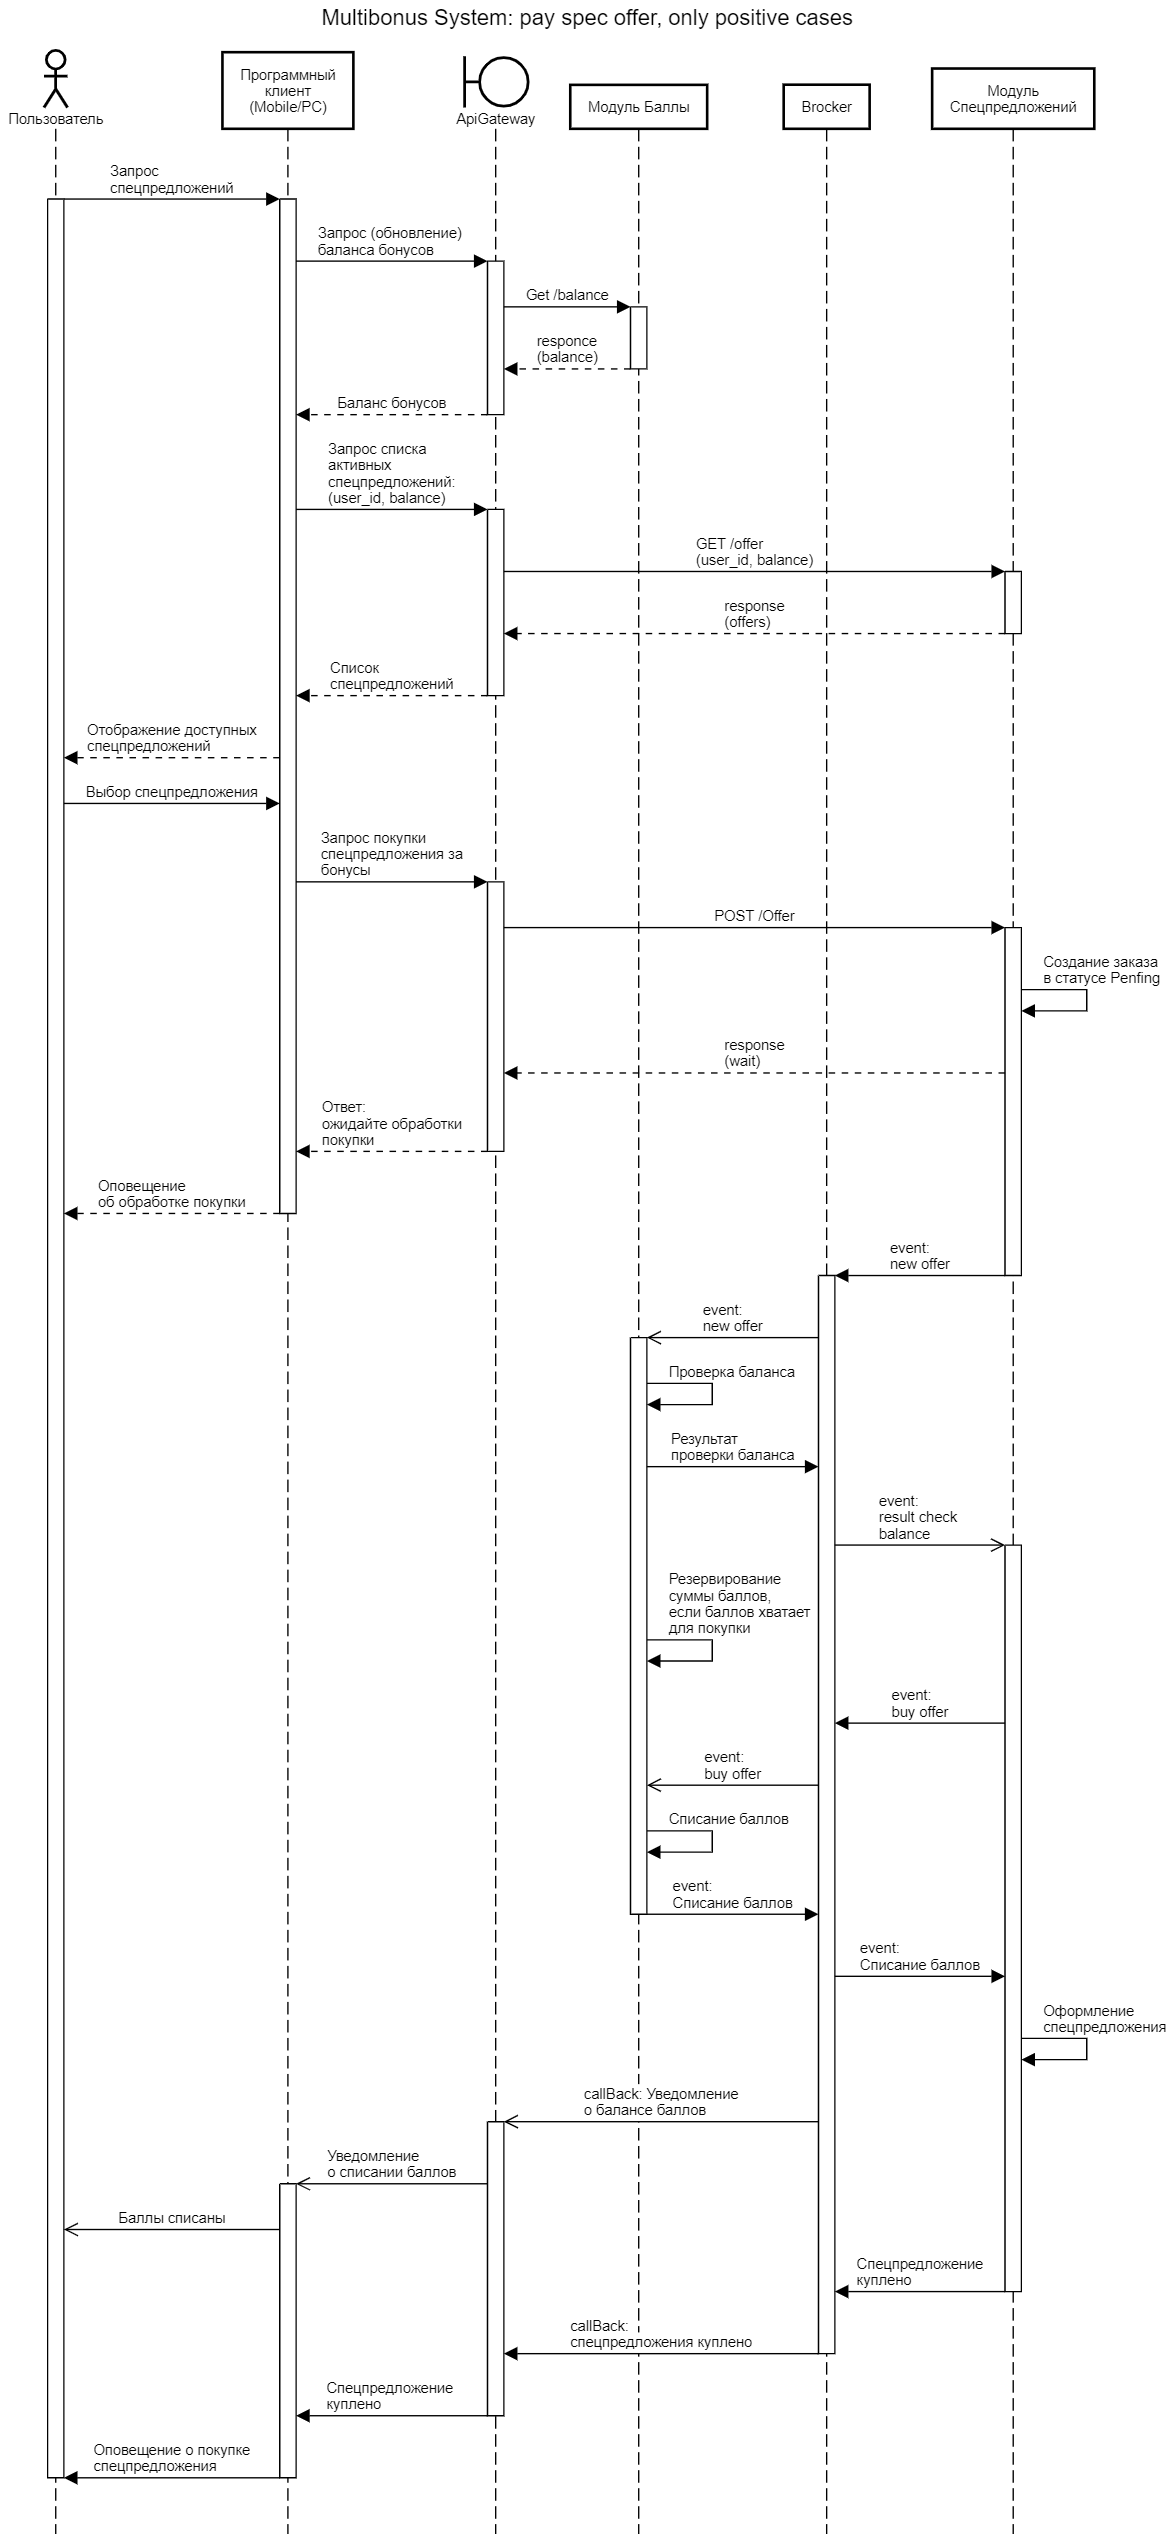 Multibonus System: pay spec offer, only positive cases
Пользователь
Программный
клиент
(Mobile/PC)
ApiGateway
Модуль Баллы
Brocker
Модуль
Спецпредложений
Запрос
спецпредложений
Запрос (обновление)
баланса бонусов
Get /balance
responce
(balance)
Баланс бонусов
Запрос списка
активных
спецпредложений:
(user_id, balance)
GET /offer
(user_id, balance)
response
(offers)
Список
спецпредложений
Отображение доступных
спецпредложений
Выбор спецпредложения
Запрос покупки
спецпредложения за
бонусы
POST /Offer
Создание заказа
в статусе Penfing
response
(wait)
Ответ:
ожидайте обработки
покупки
Оповещение
об обработке покупки
event:
new offer
event:
new offer
Проверка баланса
Результат
проверки баланса
event:
result check
balance
Резервирование
суммы баллов,
если баллов хватает
для покупки
event:
buy offer
event:
buy offer
Списание баллов
event:
Списание баллов
event:
Списание баллов
Оформление
спецпредложения
callBack: Уведомление
о балансе баллов
Уведомление
о списании баллов
Баллы списаны
Спецпредложение
куплено
callBack:
спецпредложения куплено
Спецпредложение
куплено
Оповещение о покупке
спецпредложения